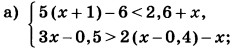 а) { 5(x + 1) − 6 < 2,6 + x,
3x − 0,5 > 2(x − 0,4) − x;